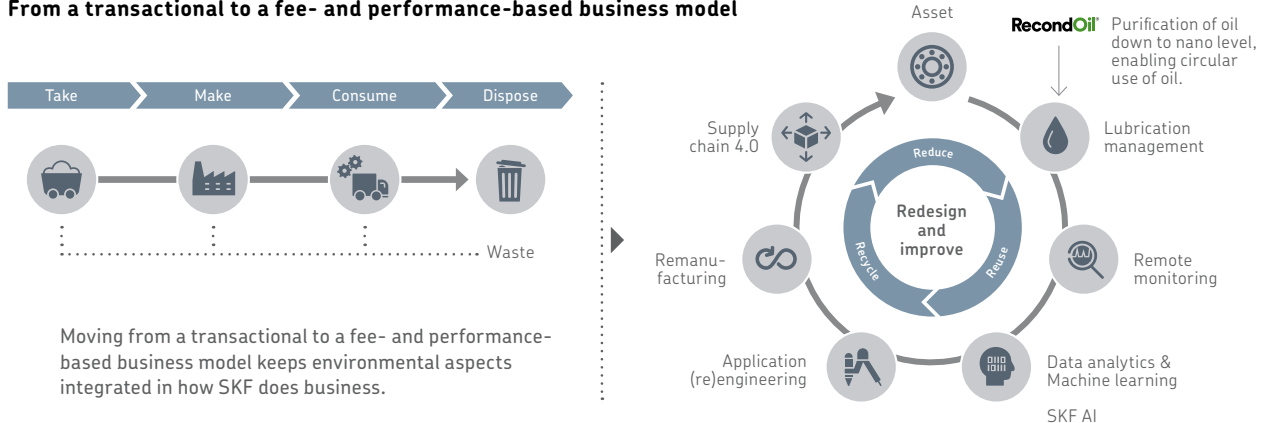 From a transactional to a fee- and performance-based business model
Take
Make
Consume
Dispose
Waste
Moving from a transactional to a fee- and performance-
based business model keeps environmental aspects
integrated in how SKF does business.
Asset
RecondOil®
Purification of oil
down to nano level,
enabling circular
use of oil.
Lubrication
management
Remote
monitoring
Data analytics &
Machine learning
SKF AI
Application
(re)engineering
Remanu-
facturing
Supply
chain 4.0
Reduce
Reuse
Recycle
Redesign
and
improve
0110
10111